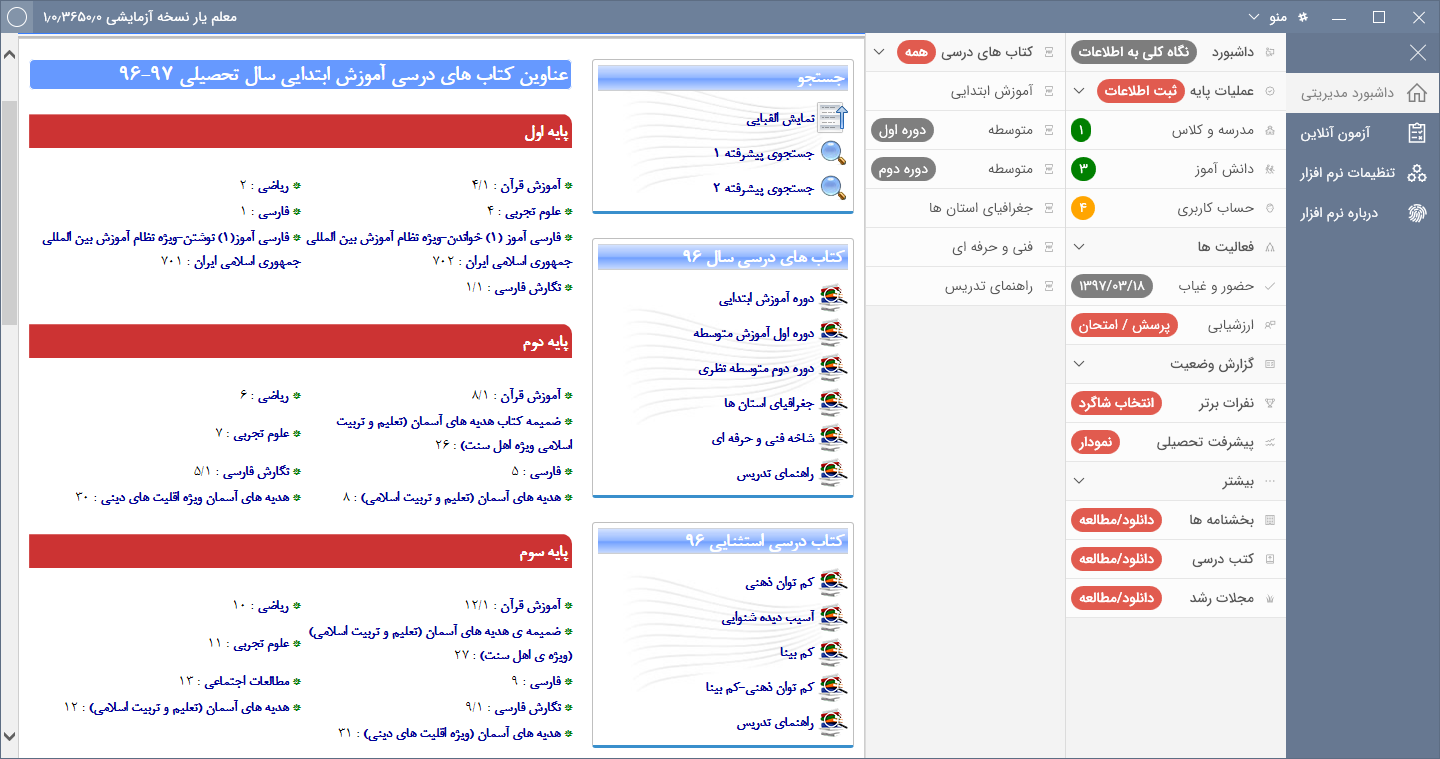 معلم یار نسخه آزمایشی ۱٫۰٫۳۶۵۰٫۰
منو
داشبورد مدیریتی
آزمون آنلاین
تنظیمات نرم افزار
درباره نرم افزار
داشبورد نگاه کلی به اطلاعات
عملیات پایه ثبت اطلاعات
مدرسه و کلاس ۱
دانش آموز ۳
حساب کاربری ۴
فعالیت ها
حضور و غیاب ۱۳۹۷/۰۳/۱۸
ارزشیابی پرسش / امتحان
گزارش وضعیت
نفرات برتر انتخاب شاگرد
پیشرفت تحصیلی نمودار
بیشتر
بخشنامه ها دانلود/مطالعه
کتب درسی دانلود/مطالعه
مجلات رشد دانلود/مطالعه
کتاب های درسی همه
آموزش ابتدایی
متوسطه دوره اول
متوسطه دوره دوم
جغرافیای استان ها
فنی و حرفه ای
راهنمای تدریس
جستجو
نمایش الفبایی
جستجوی پیشرفته ۱
جستجوی پیشرفته ۲
کتاب های درسی سال ۹۶
دوره آموزش ابتدایی
دوره اول آموزش متوسطه
دوره دوم متوسطه نظری
جغرافیای استان ها
شاخه فنی و حرفه ای
راهنمای تدریس
کتاب درسی استثنایی ۹۶
کم توان ذهنی
آسیب دیده شنوایی
کم بینا
کم توان ذهنی-کم بینا
راهنمای تدریس
عناوین کتاب های درسی آموزش ابتدایی سال تحصیلی ۹۷-۹۶
پایه اول
آموزش قرآن : ۴/۱
ریاضی : ۲
علوم تجربی : ۴
فارسی : ۱
فارسی آموز (۱) خواندن-ویژه نظام آموزش بین المللی
جمهوری اسلامی ایران : ۷۰۲
فارسی آموز(۱) نوشتن-ویژه نظام آموزش بین المللی
جمهوری اسلامی ایران : ۷۰۱
نگارش فارسی : ۱/۱
پایه دوم
آموزش قرآن : ۸/۱
ریاضی : ۶
ضمیمه کتاب هدیه های آسمان (تعلیم و تربیت
اسلامی ویژه اهل سنت) : ۲۶
علوم تجربی : ۷
فارسی : ۵
نگارش فارسی : ۵/۱
هدیه های آسمان (تعلیم و تربیت اسلامی) : ۸
هدیه های آسمان ویژه اقلیت های دینی : ۳۰
پایه سوم
آموزش قرآن : ۱۲/۱
ریاضی : ۱۰
ضمیمه ی هدیه های آسمان (تعلیم و تربیت اسلامی)
(ویژه ی اهل سنت) : ۲۷
علوم تجربی : ۱۱
فارسی : ۹
مطالعات اجتماعی : ۱۳
نگارش فارسی : ۹/۱
هدیه های آسمان (تعلیم و تربیت اسلامی) : ۱۲
هدیه های آسمان (ویژه اقلیت های دینی) : ۳۱